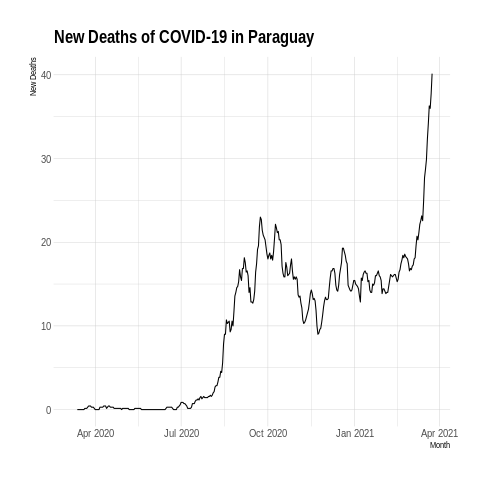 New Deaths of COVID-19 in Paraguay
New Deaths
40
30
20
10
0
Apr 2020 Jul 2020 Oct 2020 Jan 2021 Apr 2021
Month